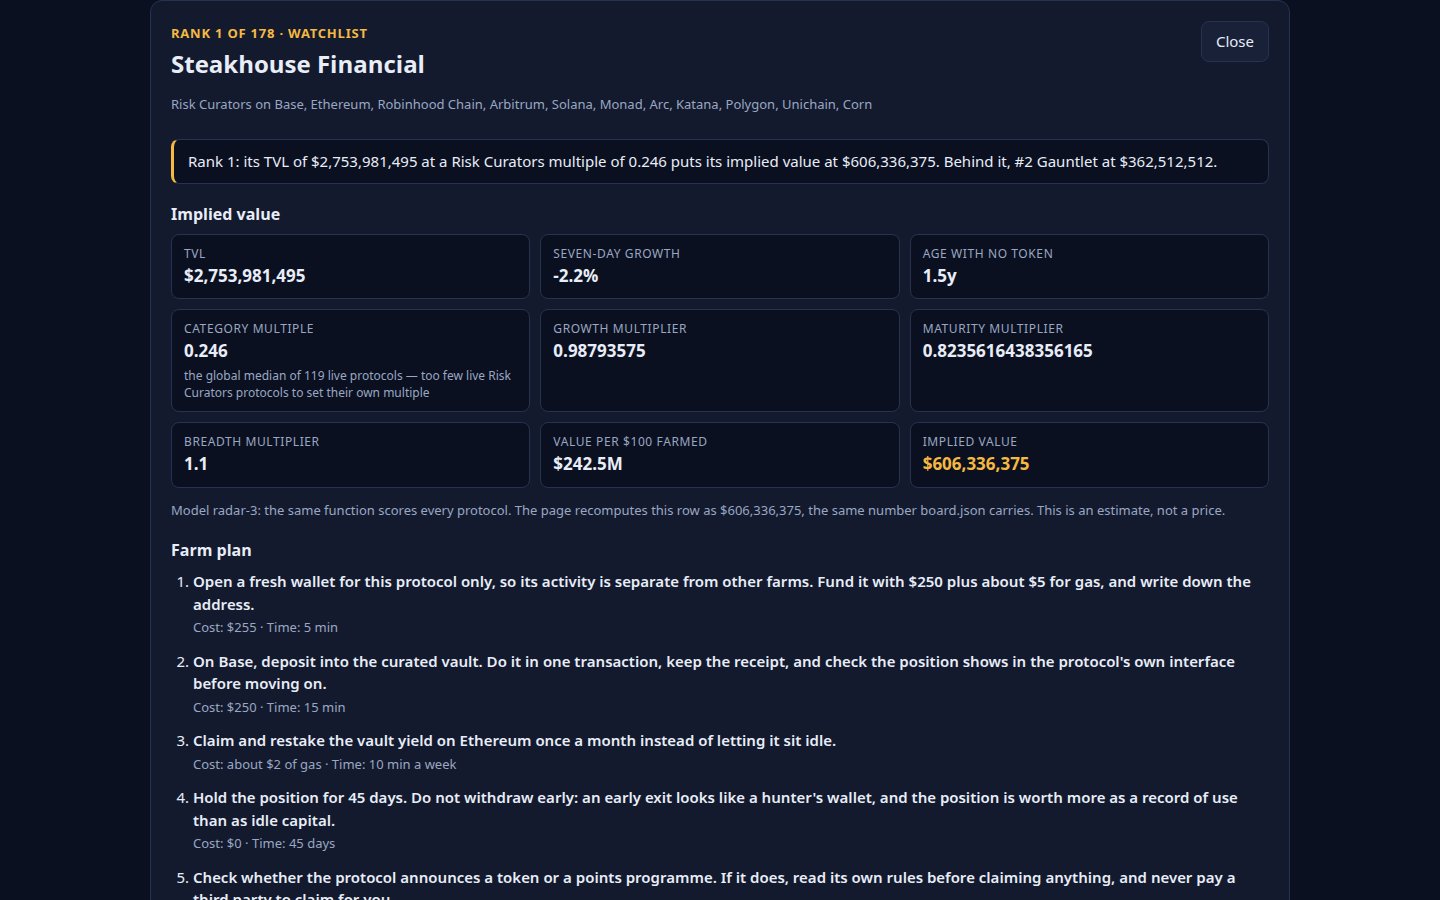 RANK 1 OF 178 · WATCHLIST
Steakhouse Financial
Close
Risk Curators on Base, Ethereum, Robinhood Chain, Arbitrum, Solana, Monad, Arc, Katana, Polygon, Unichain, Corn
Rank 1: its TVL of $2,753,981,495 at a Risk Curators multiple of 0.246 puts its implied value at $606,336,375. Behind it, #2 Gauntlet at $362,512,512.
Implied value
TVL
$2,753,981,495
SEVEN-DAY GROWTH
-2.2%
AGE WITH NO TOKEN
1.5y
CATEGORY MULTIPLE
0.246
the global median of 119 live protocols — too few live Risk
Curators protocols to set their own multiple
GROWTH MULTIPLIER
0.98793575
MATURITY MULTIPLIER
0.8235616438356165
BREADTH MULTIPLIER
1.1
VALUE PER $100 FARMED
$242.5M
IMPLIED VALUE
$606,336,375
Model radar-3: the same function scores every protocol. The page recomputes this row as $606,336,375, the same number board.json carries. This is an estimate, not a price.
Farm plan
1. Open a fresh wallet for this protocol only, so its activity is separate from other farms. Fund it with $250 plus about $5 for gas, and write down the
address.
Cost: $255 · Time: 5 min
2. On Base, deposit into the curated vault. Do it in one transaction, keep the receipt, and check the position shows in the protocol's own interface
before moving on.
Cost: $250 · Time: 15 min
3. Claim and restake the vault yield on Ethereum once a month instead of letting it sit idle.
Cost: about $2 of gas · Time: 10 min a week
4. Hold the position for 45 days. Do not withdraw early: an early exit looks like a hunter's wallet, and the position is worth more as a record of use
than as idle capital.
Cost: $0 · Time: 45 days
5. Check whether the protocol announces a token or a points programme. If it does, read its own rules before claiming anything, and never pay a
third party to claim for you.